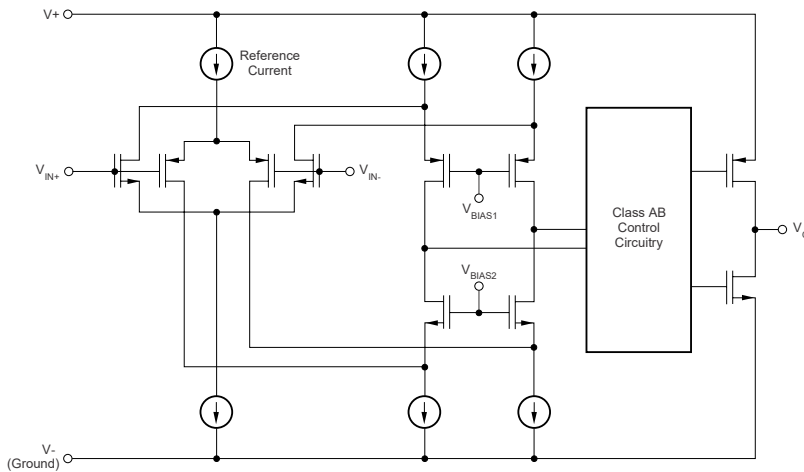 V+
Reference
Current
VIN+
VIN-
VBIAS1
VBIAS2
Class AB
Control
Circuitry
V-
(Ground)